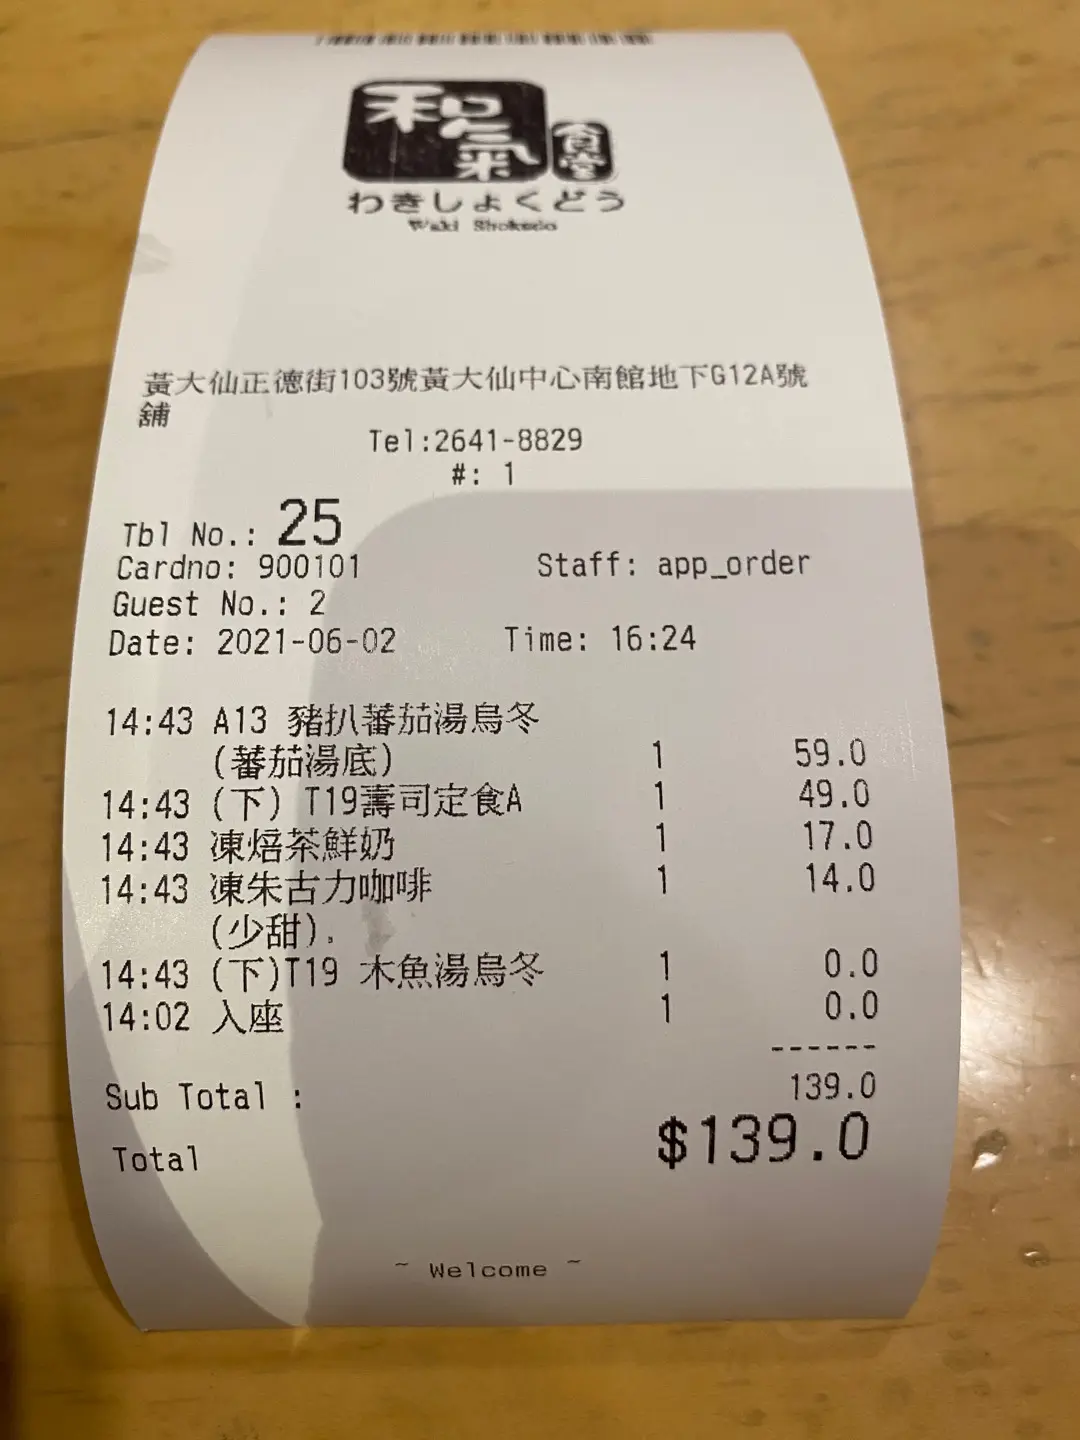 和氣
食堂
わきしょくどう
Waki Shokudo
黃大仙正德街103號黃大仙中心南館地下G12A號
舖
Tel:2641-8829
#: 1
Tbl No.: 25
Cardno: 900101 Staff: app_order
Guest No.: 2
Date: 2021-06-02 Time: 16:24
14:43 A13 豬扒蕃茄湯烏冬
(蕃茄湯底) 1 59.0
14:43 (下) T19壽司定食A 1 49.0
14:43 凍焙茶鮮奶 1 17.0
14:43 凍朱古力咖啡 1 14.0
(少甜).
14:43 (下)T19 木魚湯烏冬 1 0.0
14:02 入座 1 0.0
------
Sub Total : 139.0
Total $139.0
~ Welcome ~